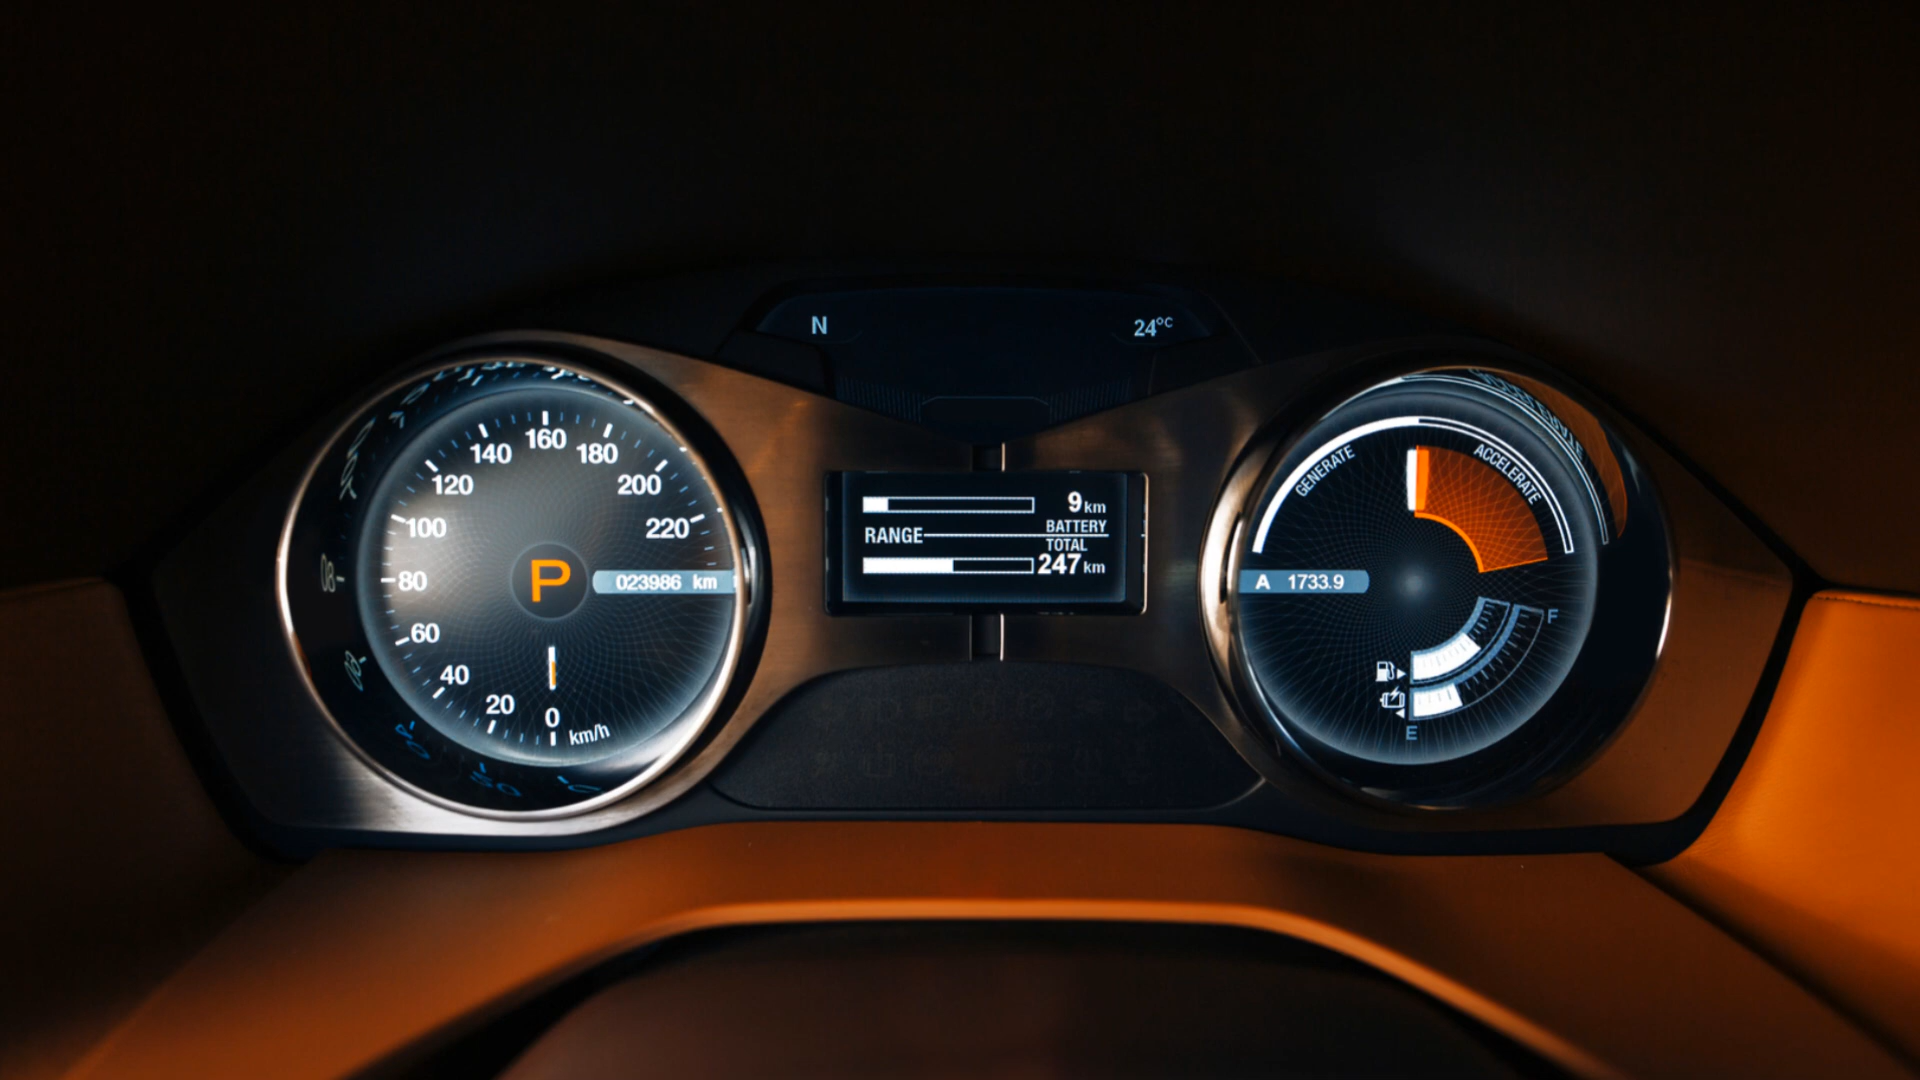 N
24°C
160
140
180
120
200
100
220
80
P
023986 km
60
40
20
0
km/h
9 km
BATTERY
RANGE
TOTAL
247 km
GENERATE
ACCELERATE
A 1733.9
F
E